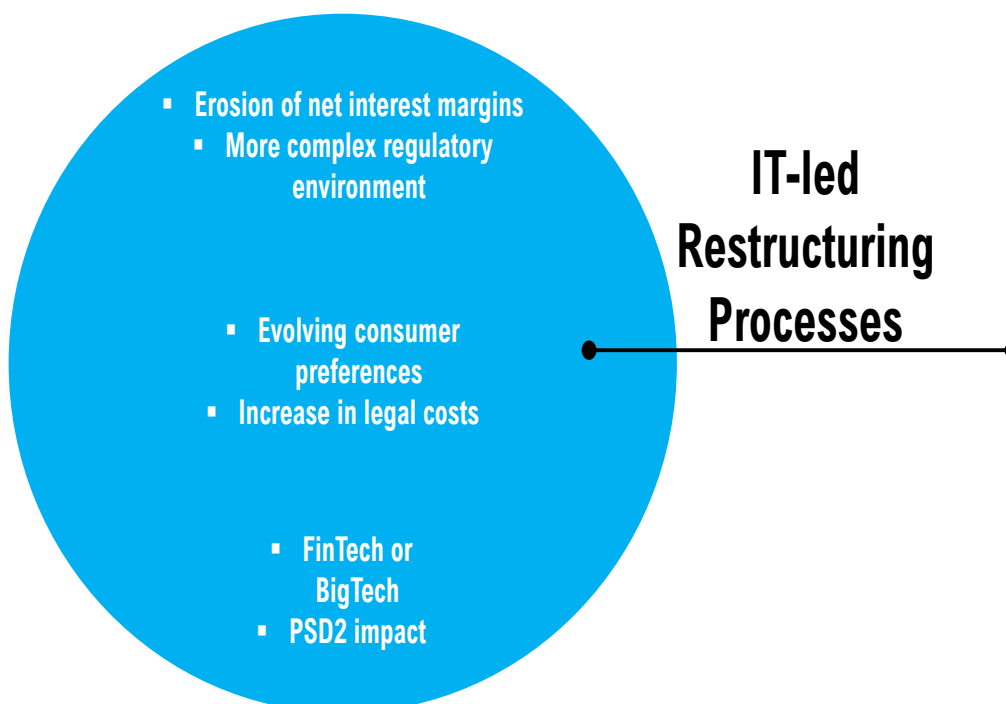 ▪ Erosion of net interest margins
▪ More complex regulatory
environment
IT-led
Restructuring
Processes
▪ Evolving consumer
preferences
▪ Increase in legal costs
▪ FinTech or
BigTech
▪ PSD2 impact